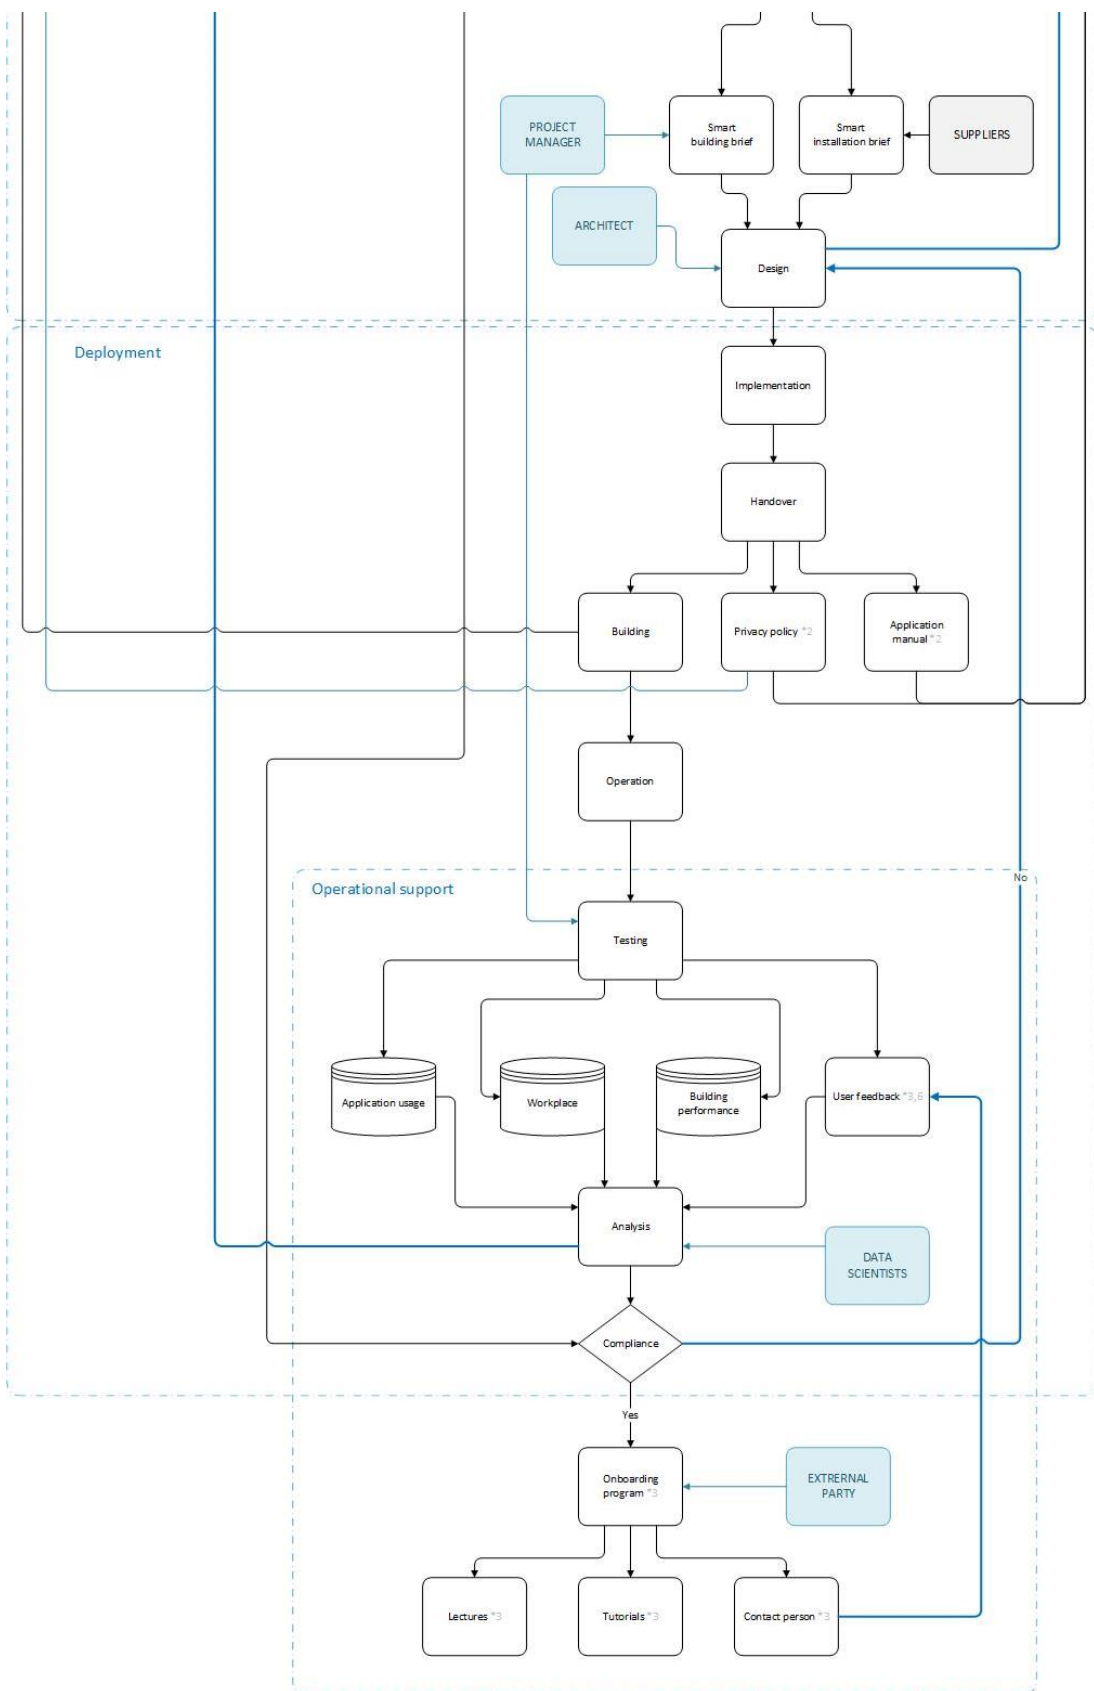 PROJECT
MANAGER
Smart
building brief
Smart
installation brief
SUPPLIERS
ARCHITECT
Design
Deployment
Implementation
Handover
Building
Privacy policy *2
Application
manual *2
Operation
No
Operational support
Testing
Application usage
Workplace
Building
performance
User feedback *3,6
Analysis
DATA
SCIENTISTS
Compliance
Yes
Onboarding
program *3
EXTRERNAL
PARTY
Lectures *3
Tutorials *3
Contact person *3